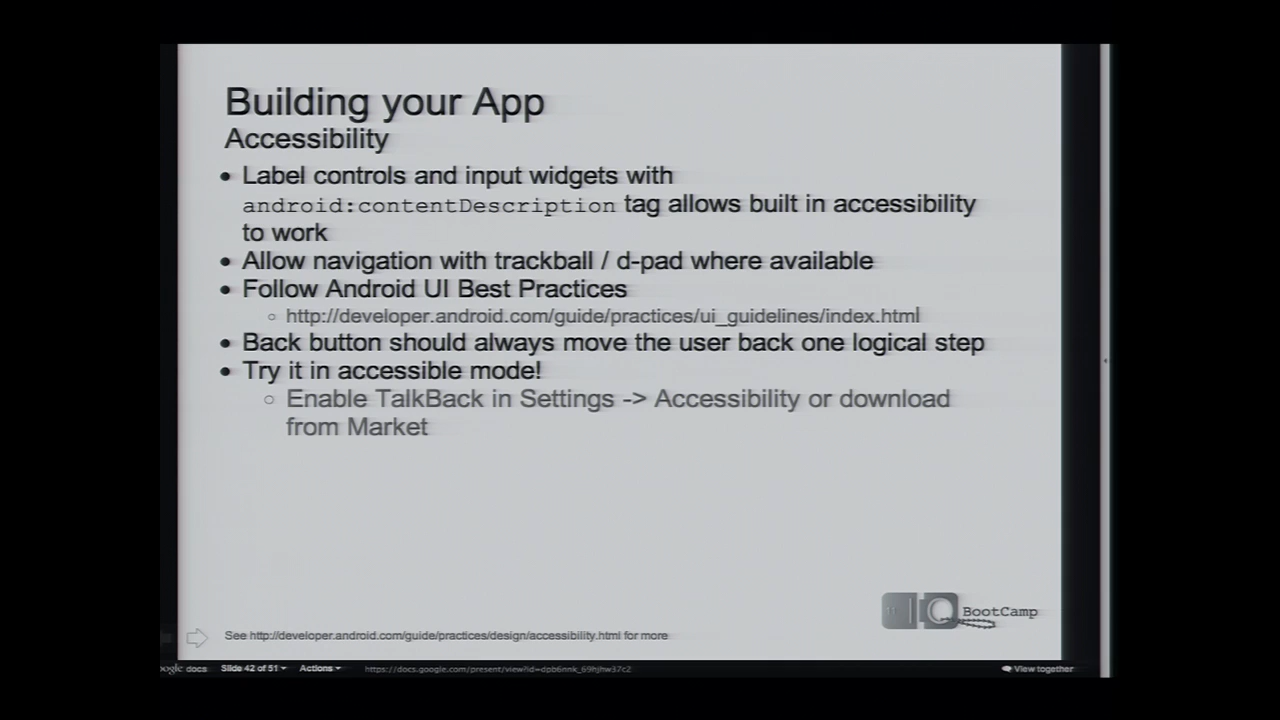 Building your App
Accessibility
• Label controls and input widgets with
android:contentDescription tag allows built in accessibility
to work
• Allow navigation with trackball / d-pad where available
• Follow Android UI Best Practices
○ http://developer.android.com/guide/practices/ui_guidelines/index.html
• Back button should always move the user back one logical step
• Try it in accessible mode!
○ Enable TalkBack in Settings -> Accessibility or download
from Market
11 IO BootCamp
See http://developer.android.com/guide/practices/design/accessibility.html for more
docs Slide 42 of 51 Actions View together